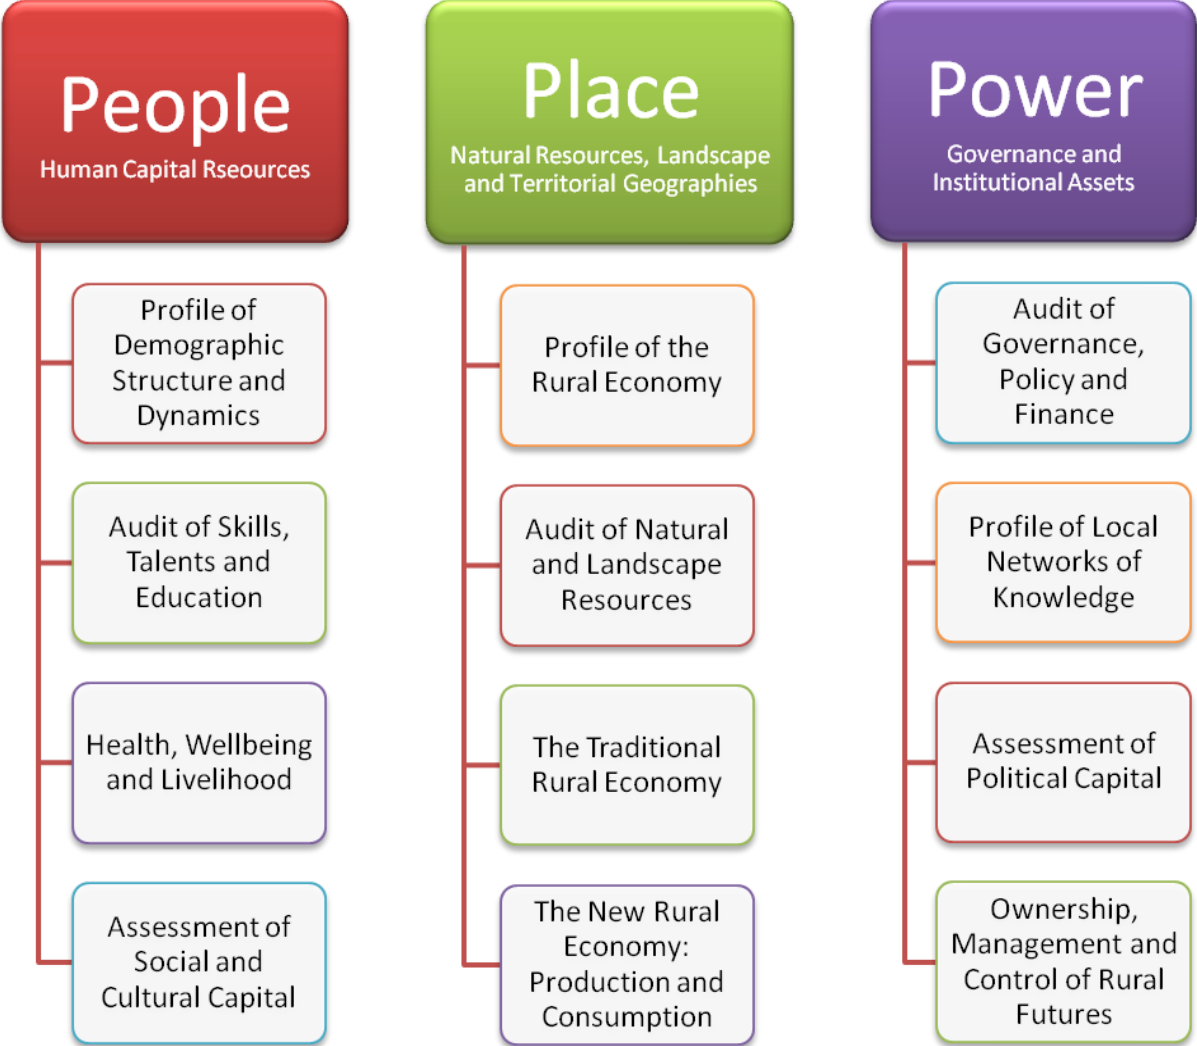 People
Human Capital Rseources
Profile of
Demographic
Structure and
Dynamics
Audit of Skills,
Talents and
Education
Health, Wellbeing
and Livelihood
Assessment of
Social and
Cultural Capital
Place
Natural Resources, Landscape
and Territorial Geographies
Profile of the
Rural Economy
Audit of Natural
and Landscape
Resources
The Traditional
Rural Economy
The New Rural
Economy:
Production and
Consumption
Power
Governance and
Institutional Assets
Audit of
Governance,
Policy and
Finance
Profile of Local
Networks of
Knowledge
Assessment of
Political Capital
Ownership,
Management and
Control of Rural
Futures